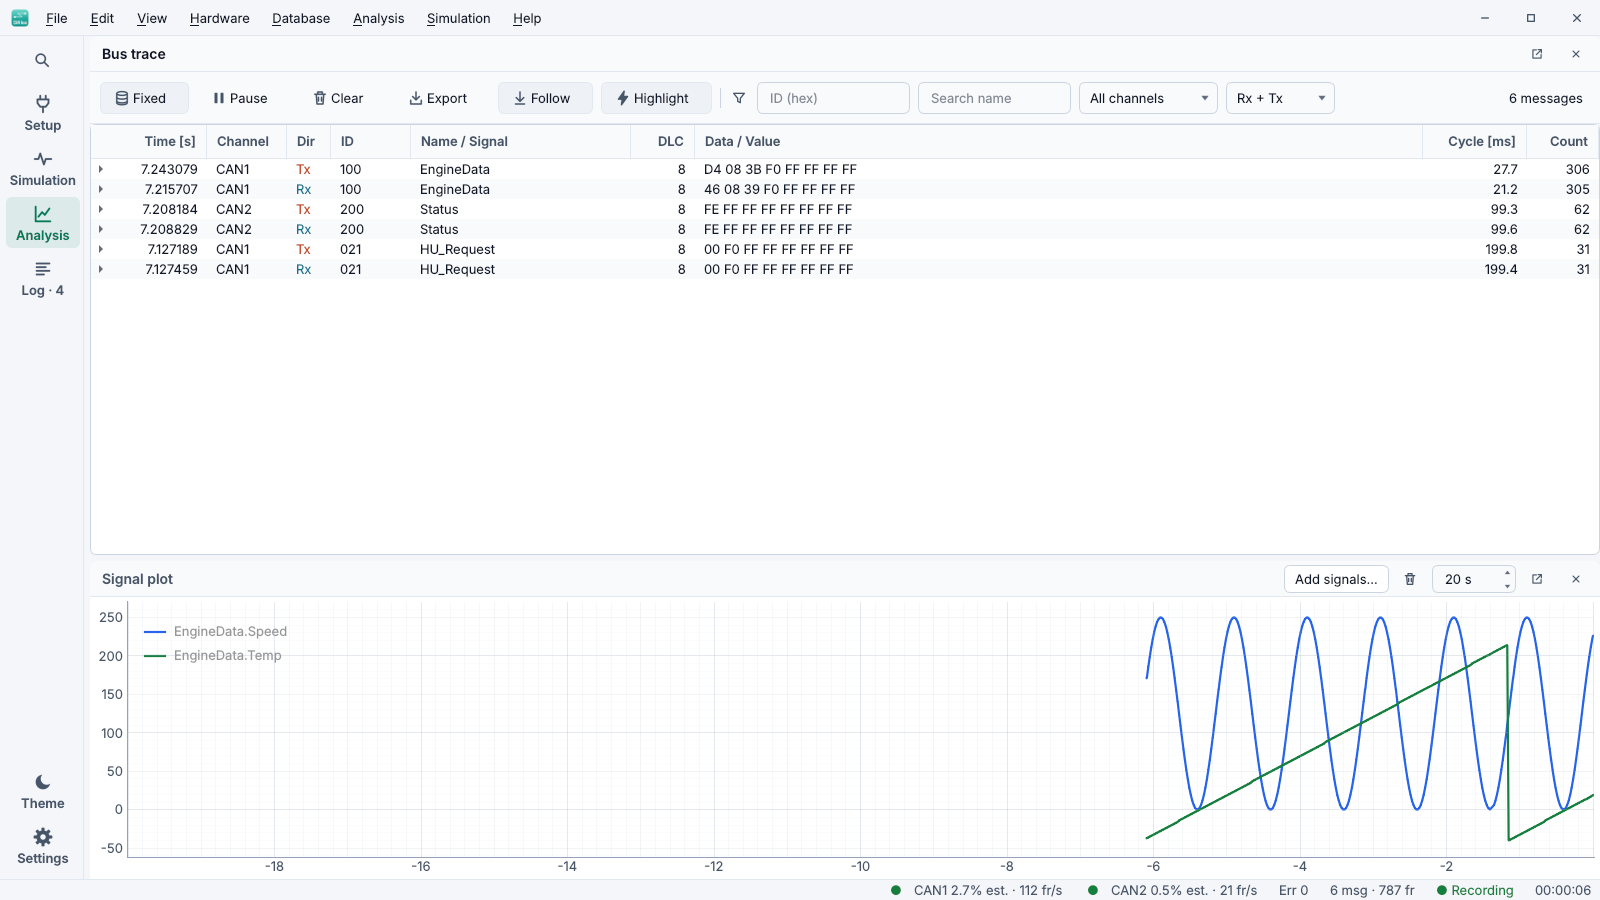 File Edit View Hardware Database Analysis Simulation Help
Bus trace
Fixed Pause Clear Export Follow Highlight ID (hex) Search name All channels Rx + Tx 6 messages
Time [s] Channel Dir ID Name / Signal DLC Data / Value Cycle [ms] Count
7.243079 CAN1 Tx 100 EngineData 8 D4 08 3B F0 FF FF FF FF 27.7 306
7.215707 CAN1 Rx 100 EngineData 8 46 08 39 F0 FF FF FF FF 21.2 305
7.208184 CAN2 Tx 200 Status 8 FE FF FF FF FF FF FF FF 99.3 62
7.208829 CAN2 Rx 200 Status 8 FE FF FF FF FF FF FF FF 99.6 62
7.127189 CAN1 Tx 021 HU_Request 8 00 F0 FF FF FF FF FF FF 199.8 31
7.127459 CAN1 Rx 021 HU_Request 8 00 F0 FF FF FF FF FF FF 199.4 31
Setup
Simulation
Analysis
Log · 4
Theme
Settings
Signal plot Add signals... 20 s
EngineData.Speed
EngineData.Temp
250
200
150
100
50
0
-50
-18 -16 -14 -12 -10 -8 -6 -4 -2
CAN1 2.7% est. · 112 fr/s CAN2 0.5% est. · 21 fr/s Err 0 6 msg · 787 fr Recording 00:00:06